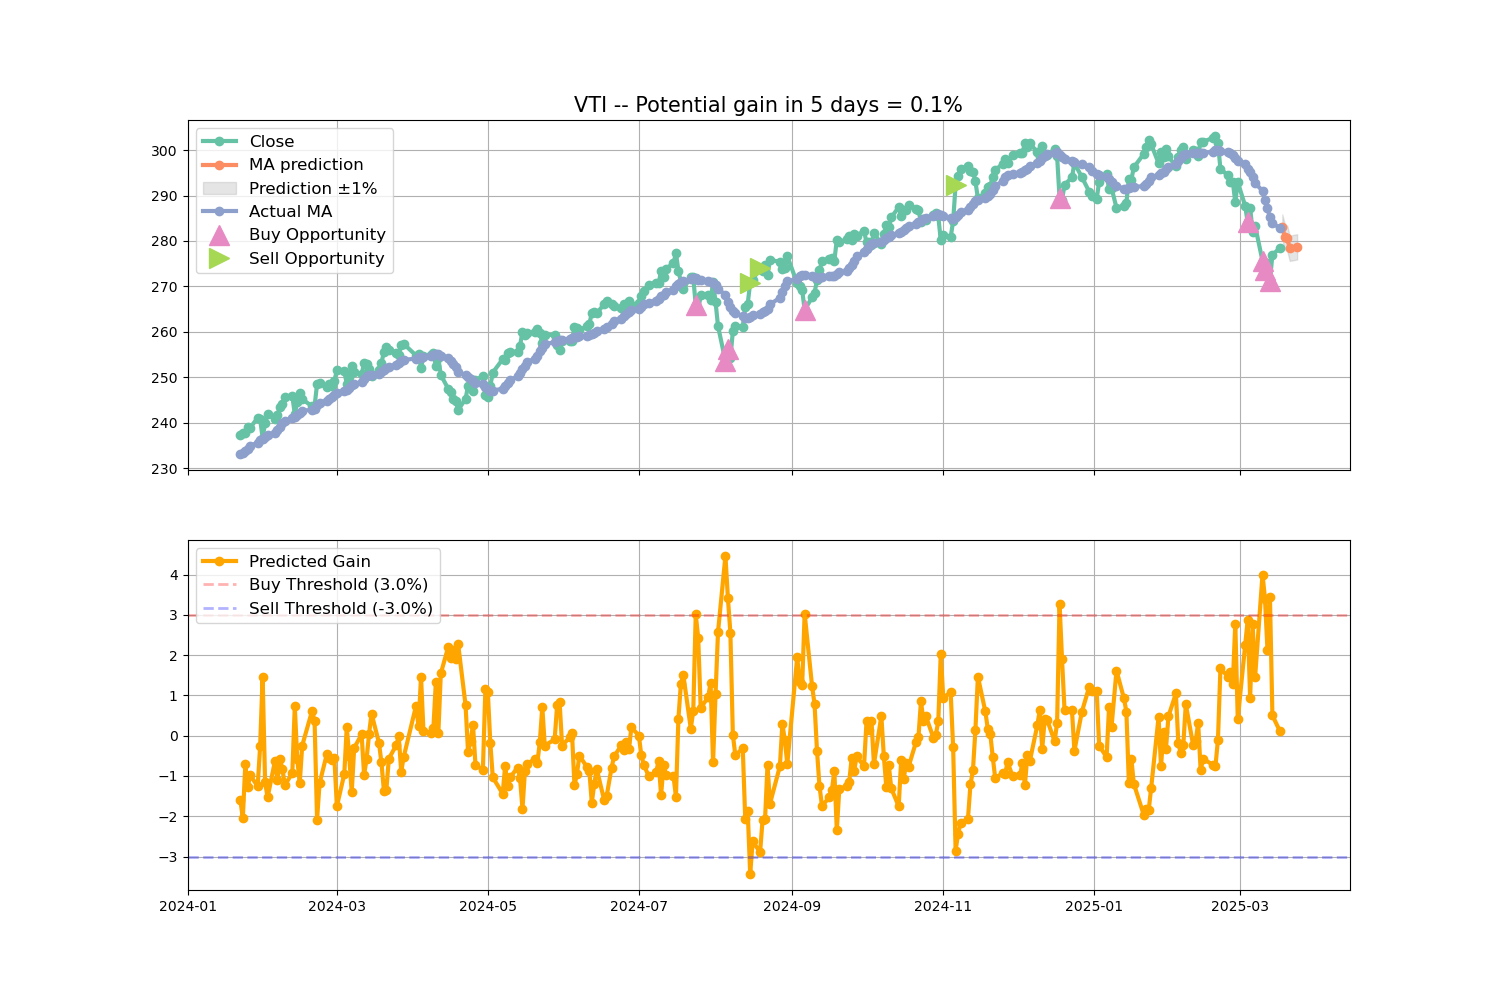 VTI -- Potential gain in 5 days = 0.1%
Close
MA prediction
Prediction ±1%
Actual MA
Buy Opportunity
Sell Opportunity
300
290
280
270
260
250
240
230
Predicted Gain
Buy Threshold (3.0%)
Sell Threshold (-3.0%)
4
3
2
1
0
−1
−2
−3
2024-01
2024-03
2024-05
2024-07
2024-09
2024-11
2025-01
2025-03